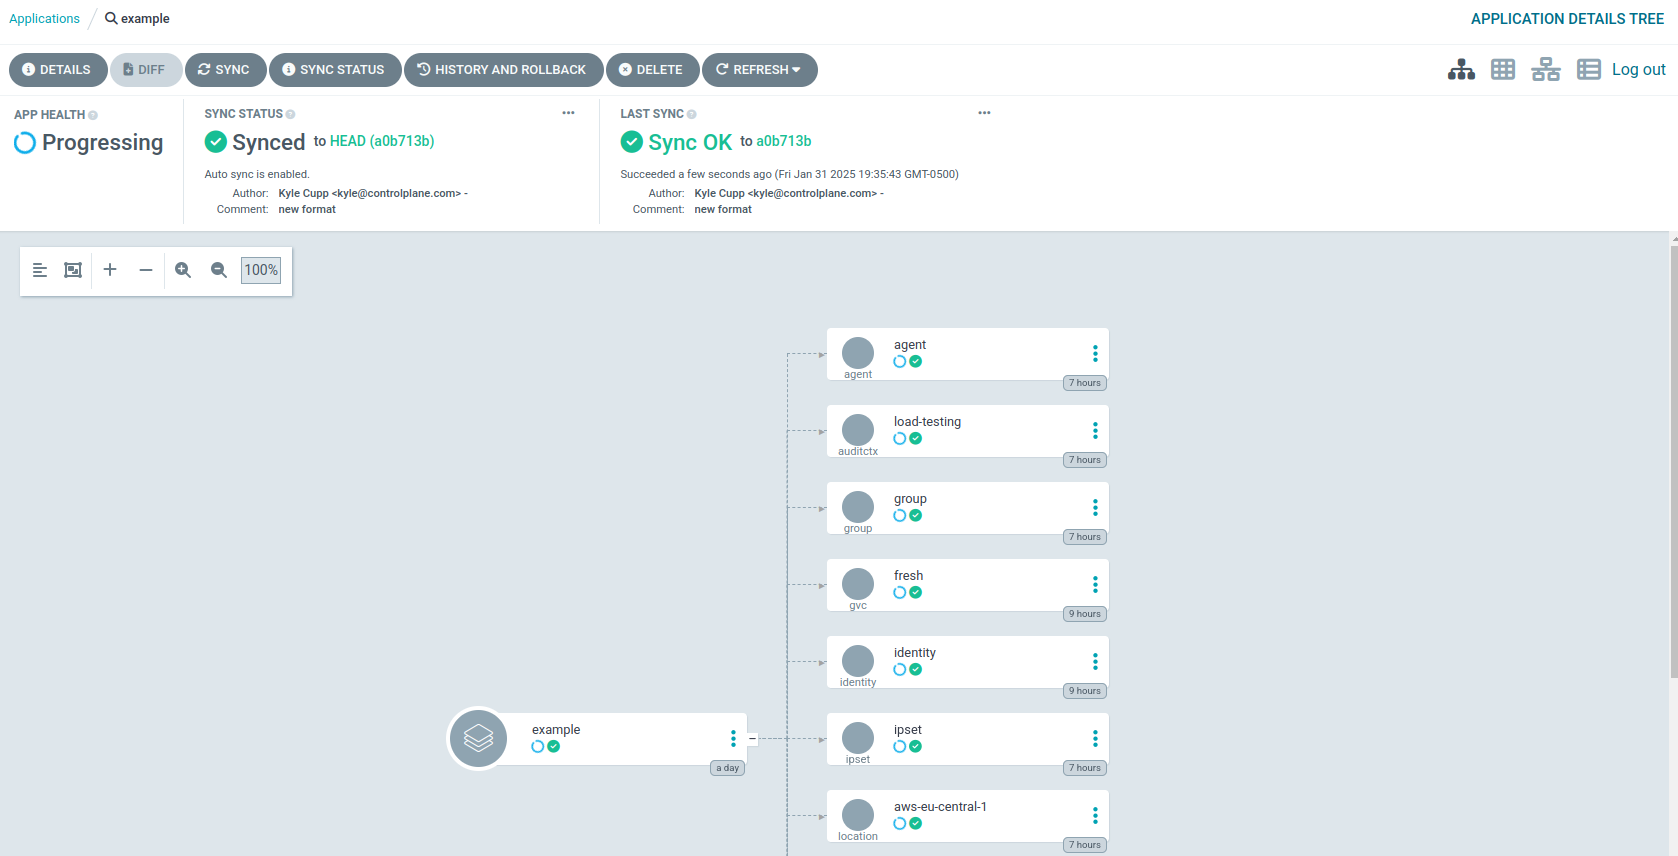 Applications
example
APPLICATION DETAILS TREE
DETAILS
DIFF
SYNC
SYNC STATUS
HISTORY AND ROLLBACK
DELETE
REFRESH
Log out
APP HEALTH
Progressing
SYNC STATUS
Synced to HEAD (a0b713b)
Auto sync is enabled.
Author: Kyle Cupp <kyle@controlplane.com> -
Comment: new format
LAST SYNC
Sync OK to a0b713b
Succeeded a few seconds ago (Fri Jan 31 2025 19:35:43 GMT-0500)
Author: Kyle Cupp <kyle@controlplane.com> -
Comment: new format
100%
agent
agent
7 hours
load-testing
auditctx
7 hours
group
group
7 hours
fresh
gvc
9 hours
identity
identity
9 hours
example
a day
ipset
ipset
7 hours
aws-eu-central-1
location
7 hours